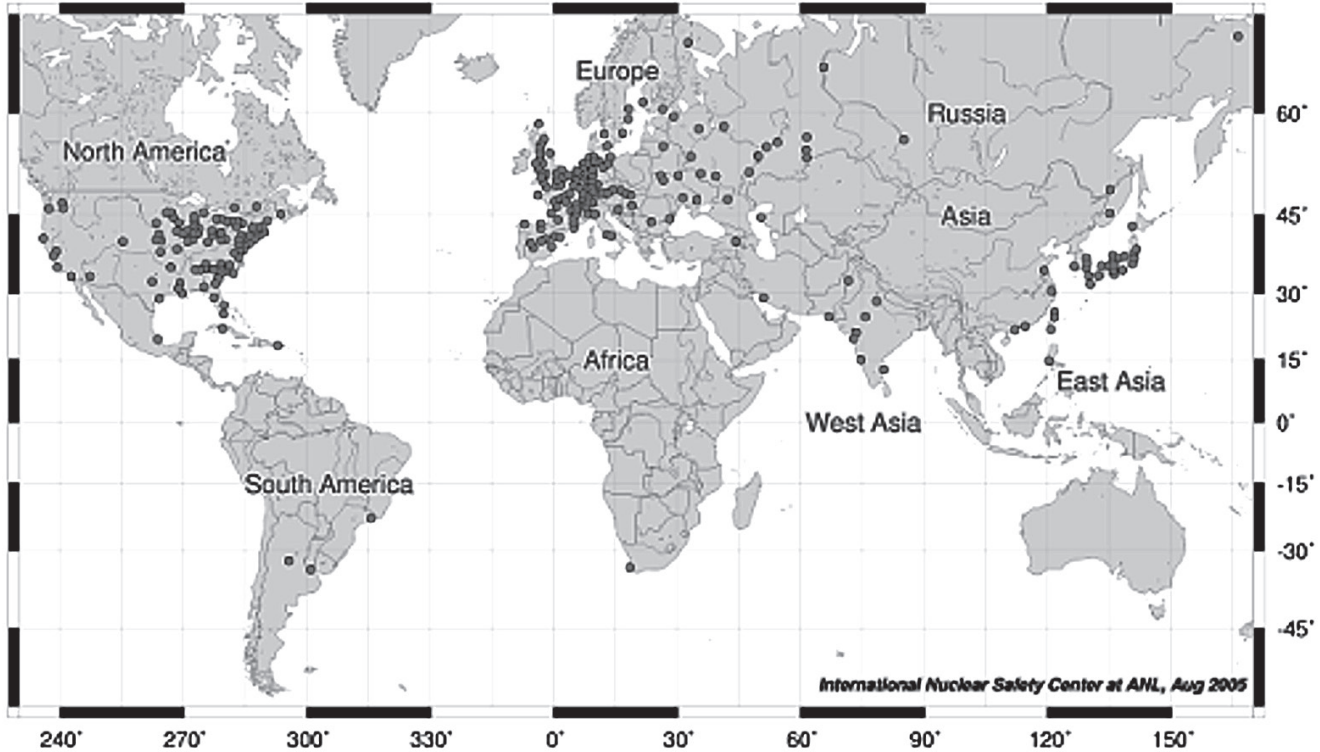 Europe
60°
Russia
North America
45°
Asia
30°
Africa
15°
East Asia
West Asia
0°
South America
-15°
-30°
-45°
International Nuclear Safety Center at ANL, Aug 2005
240° 270° 300° 330° 0° 30° 60° 90° 120° 150°